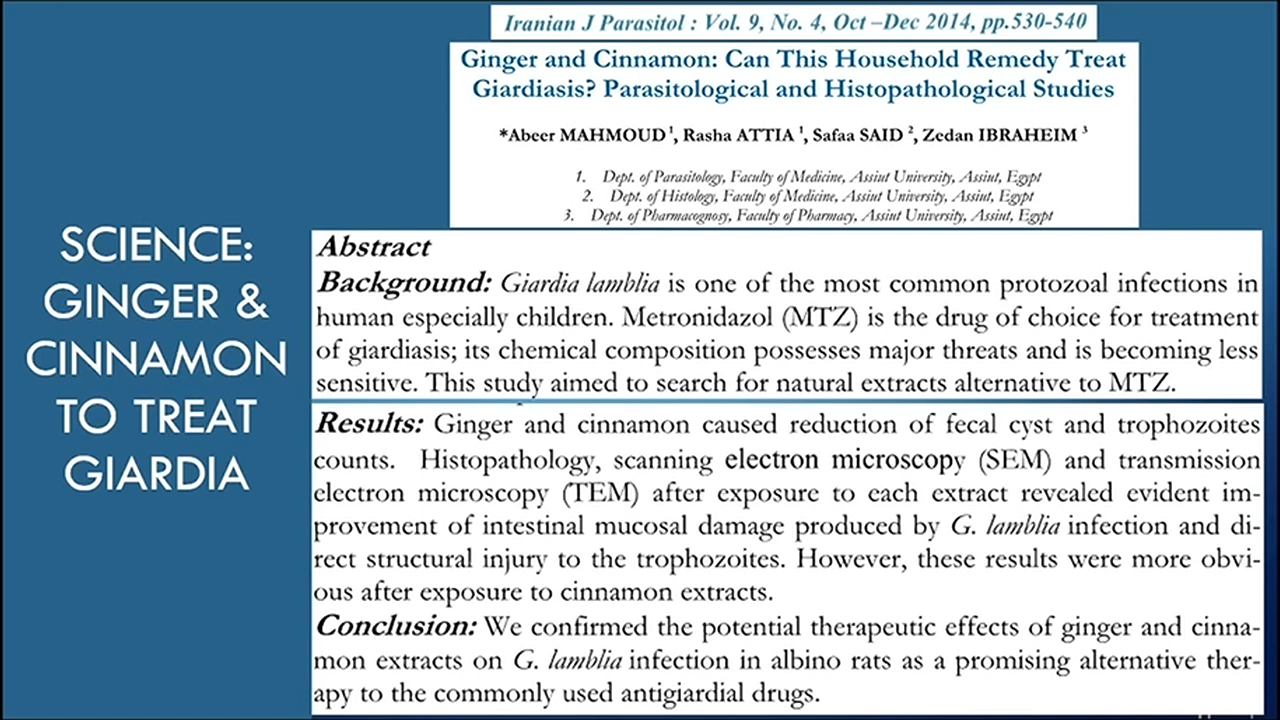 Iranian J Parasitol : Vol. 9, No. 4, Oct –Dec 2014, pp.530-540
Ginger and Cinnamon: Can This Household Remedy Treat
Giardiasis? Parasitological and Histopathological Studies
*Abeer MAHMOUD 1, Rasha ATTIA 1, Safaa SAID 2, Zedan IBRAHEIM 3
1. Dept. of Parasitology, Faculty of Medicine, Assiut University, Assiut, Egypt
2. Dept. of Histology, Faculty of Medicine, Assiut University, Assiut, Egypt
3. Dept. of Pharmacognosy, Faculty of Pharmacy, Assiut University, Assiut, Egypt
SCIENCE:
GINGER &
CINNAMON
TO TREAT
GIARDIA
Abstract
Background: Giardia lamblia is one of the most common protozoal infections in
human especially children. Metronidazol (MTZ) is the drug of choice for treatment
of giardiasis; its chemical composition possesses major threats and is becoming less
sensitive. This study aimed to search for natural extracts alternative to MTZ.
Results: Ginger and cinnamon caused reduction of fecal cyst and trophozoites
counts. Histopathology, scanning electron microscopy (SEM) and transmission
electron microscopy (TEM) after exposure to each extract revealed evident im-
provement of intestinal mucosal damage produced by G. lamblia infection and di-
rect structural injury to the trophozoites. However, these results were more obvi-
ous after exposure to cinnamon extracts.
Conclusion: We confirmed the potential therapeutic effects of ginger and cinna-
mon extracts on G. lamblia infection in albino rats as a promising alternative ther-
apy to the commonly used antigiardial drugs.